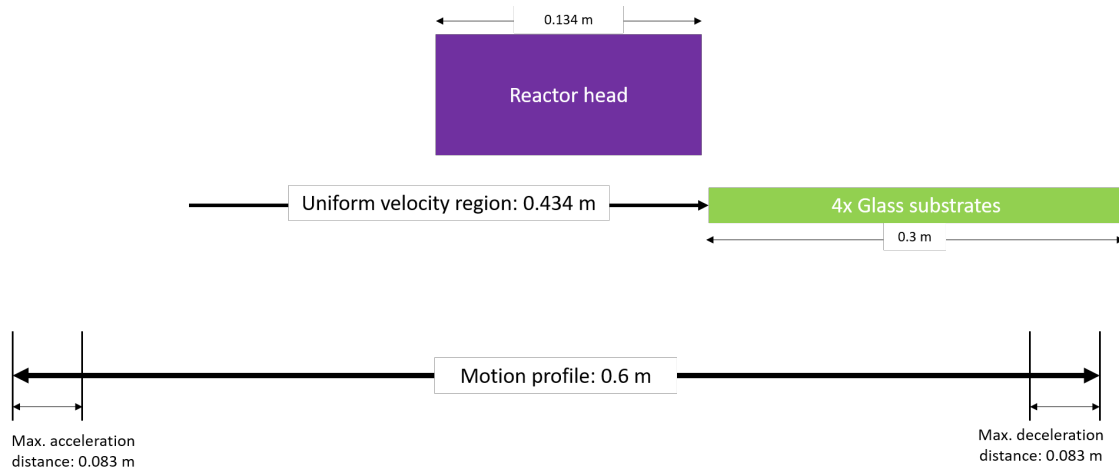 0.134 m
Reactor head
Uniform velocity region: 0.434 m
4x Glass substrates
0.3 m
Motion profile: 0.6 m
Max. acceleration
distance: 0.083 m
Max. deceleration
distance: 0.083 m